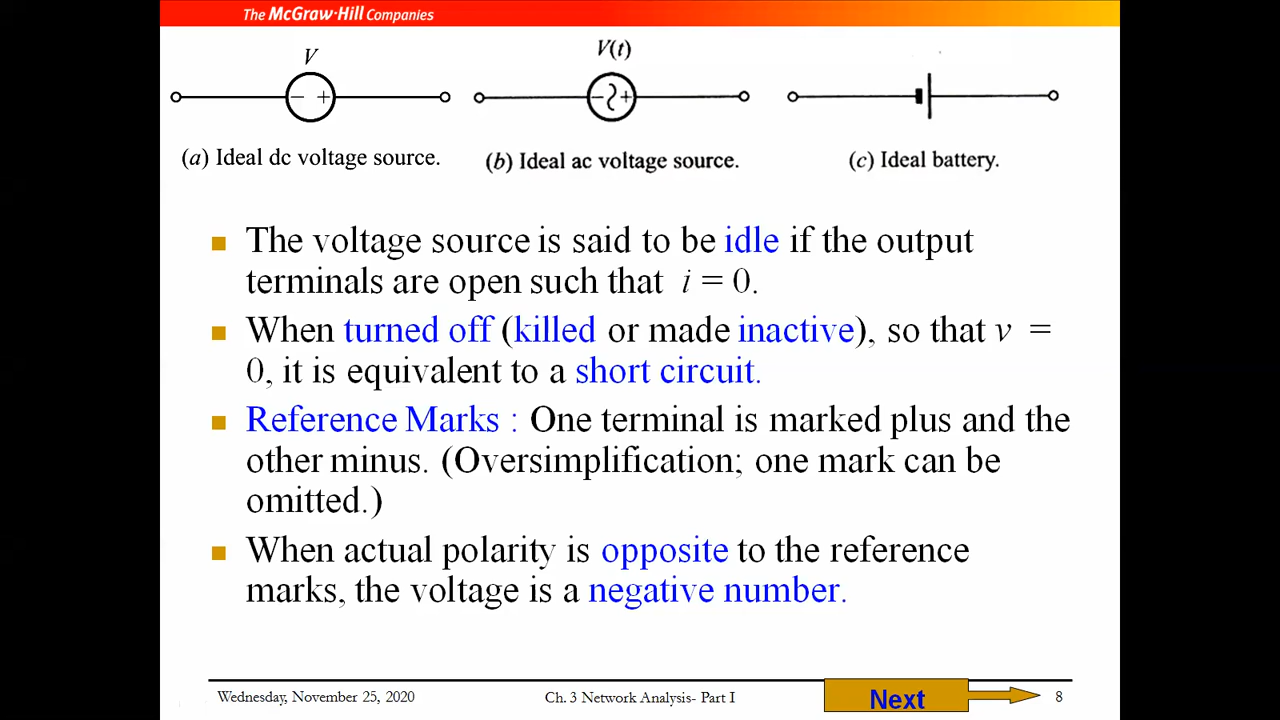 The McGraw·Hill Companies
V
V(t)
− +
− +
(a) Ideal dc voltage source.
(b) Ideal ac voltage source.
(c) Ideal battery.
The voltage source is said to be idle if the output
terminals are open such that i = 0.
When turned off (killed or made inactive), so that v =
0, it is equivalent to a short circuit.
Reference Marks : One terminal is marked plus and the
other minus. (Oversimplification; one mark can be
omitted.)
When actual polarity is opposite to the reference
marks, the voltage is a negative number.
Wednesday, November 25, 2020
Ch. 3 Network Analysis- Part I
Next
8